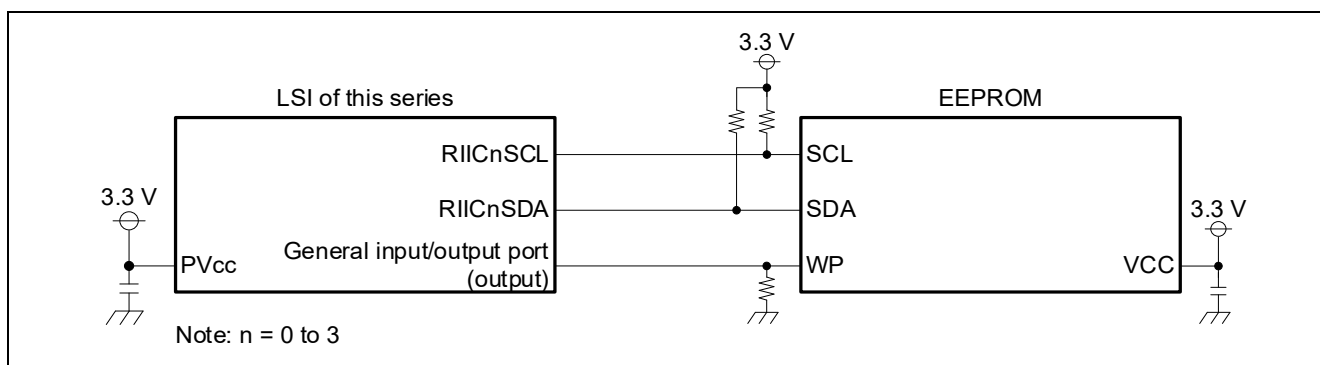 3.3 V
LSI of this series
EEPROM
RIICnSCL
SCL
3.3 V
RIICnSDA
SDA
3.3 V
General input/output port
(output)
PVcc
WP
VCC
Note: n = 0 to 3